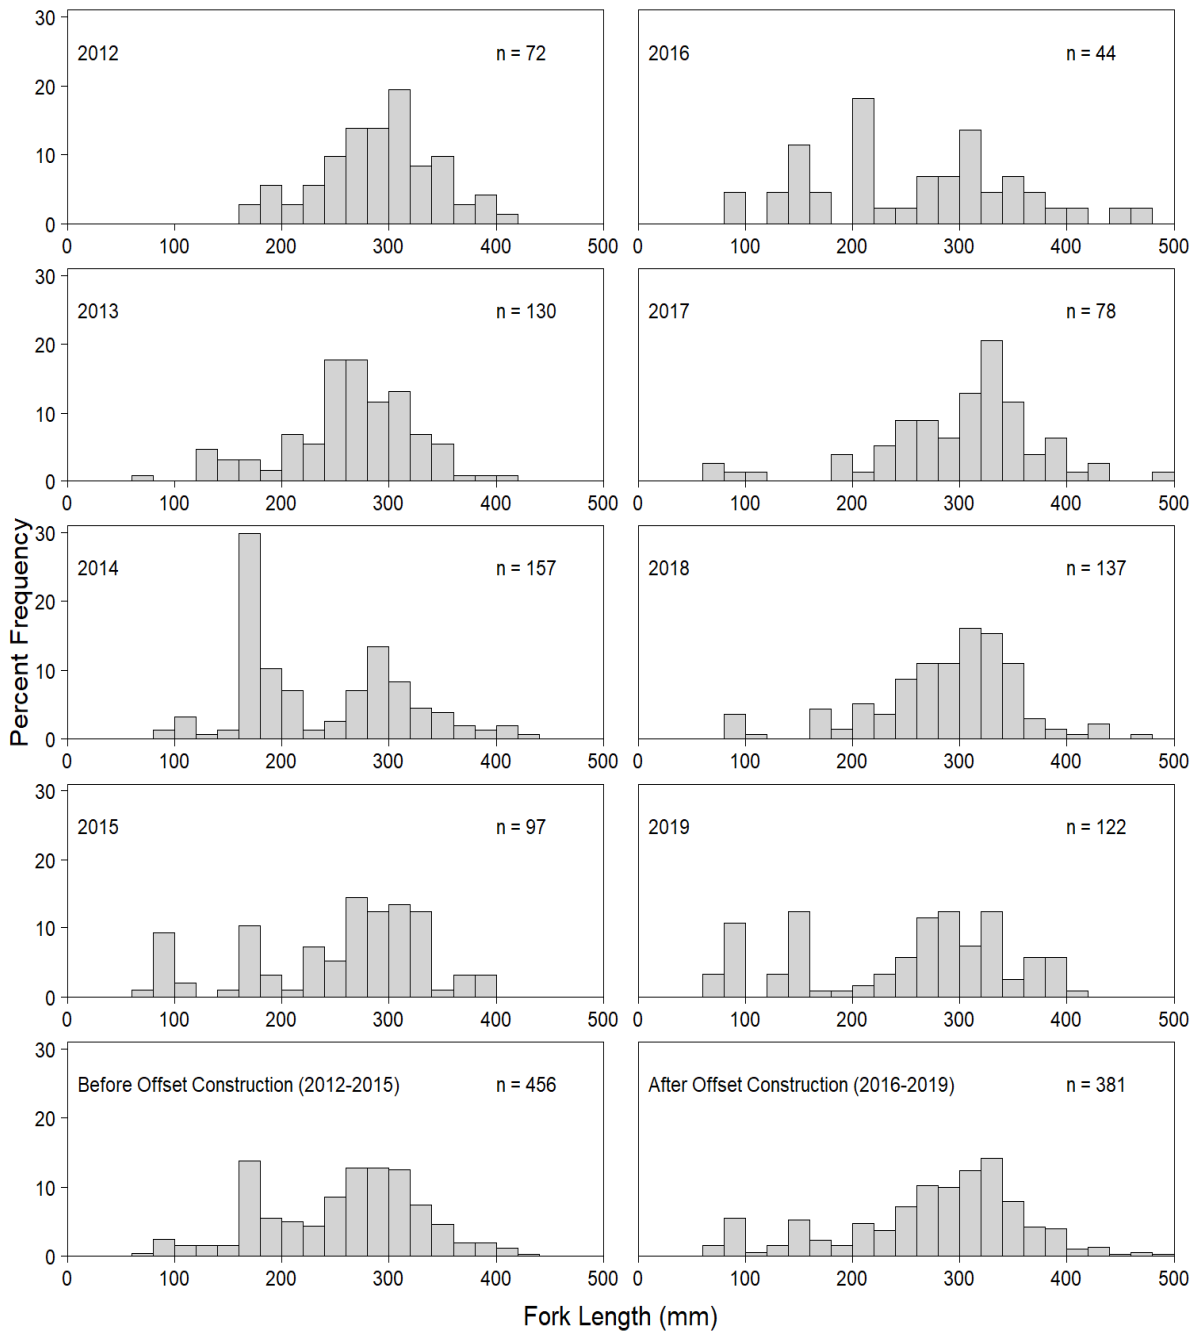 30
20
10
0
2012
n = 72
0 100 200 300 400 500
2016
n = 44
0 100 200 300 400 500
30
20
10
0
2013
n = 130
0 100 200 300 400 500
2017
n = 78
0 100 200 300 400 500
30
20
10
0
2014
n = 157
0 100 200 300 400 500
2018
n = 137
0 100 200 300 400 500
30
20
10
0
2015
n = 97
0 100 200 300 400 500
2019
n = 122
0 100 200 300 400 500
30
20
10
0
Before Offset Construction (2012-2015)
n = 456
0 100 200 300 400 500
After Offset Construction (2016-2019)
n = 381
0 100 200 300 400 500
Percent Frequency
Fork Length (mm)